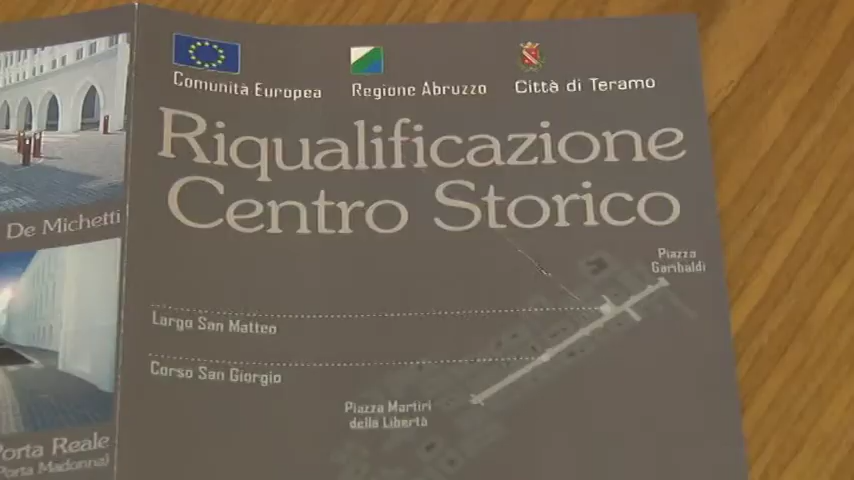 Comunità Europea
Regione Abruzzo
Città di Teramo
Riqualificazione
Centro Storico
De Michetti
Piazza
Garibaldi
Largo San Matteo
Corso San Giorgio
Piazza Martiri
della Libertà
Porta Reale
Porta Madonna)